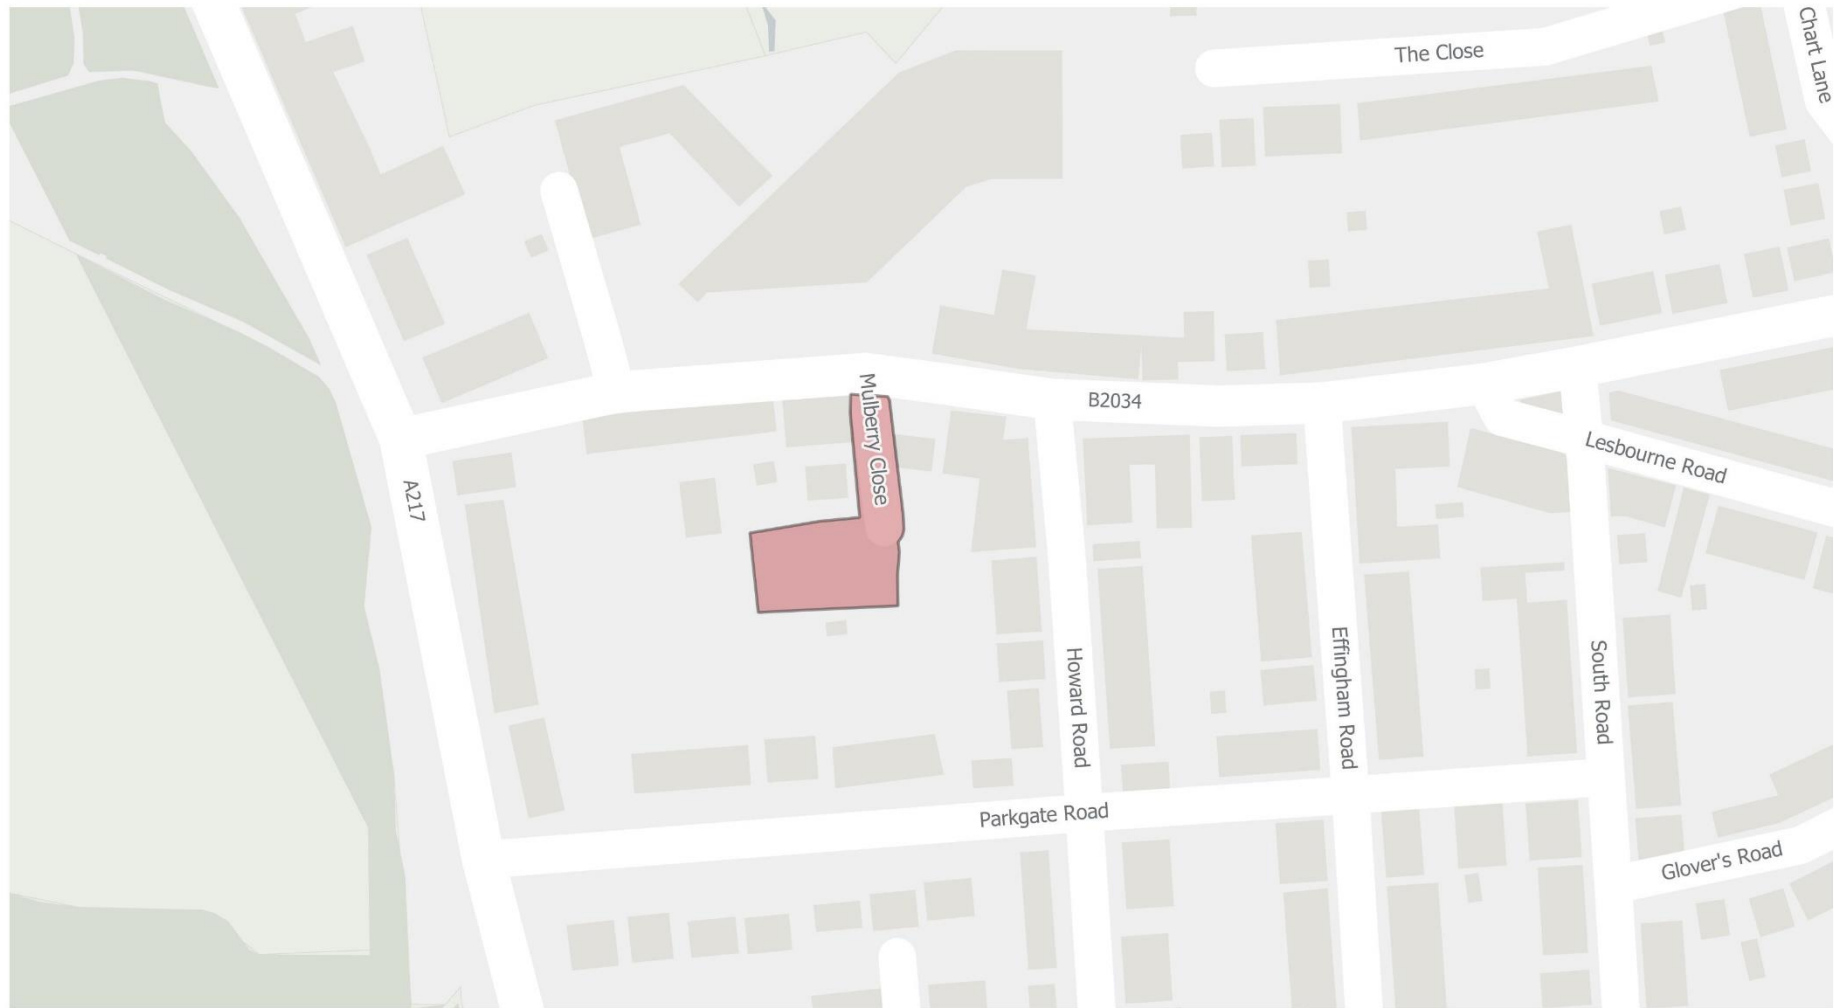 The Close
Chart Lane
Mulberry Close
B2034
Lesbourne Road
A217
Howard Road
Effingham Road
South Road
Parkgate Road
Glover's Road